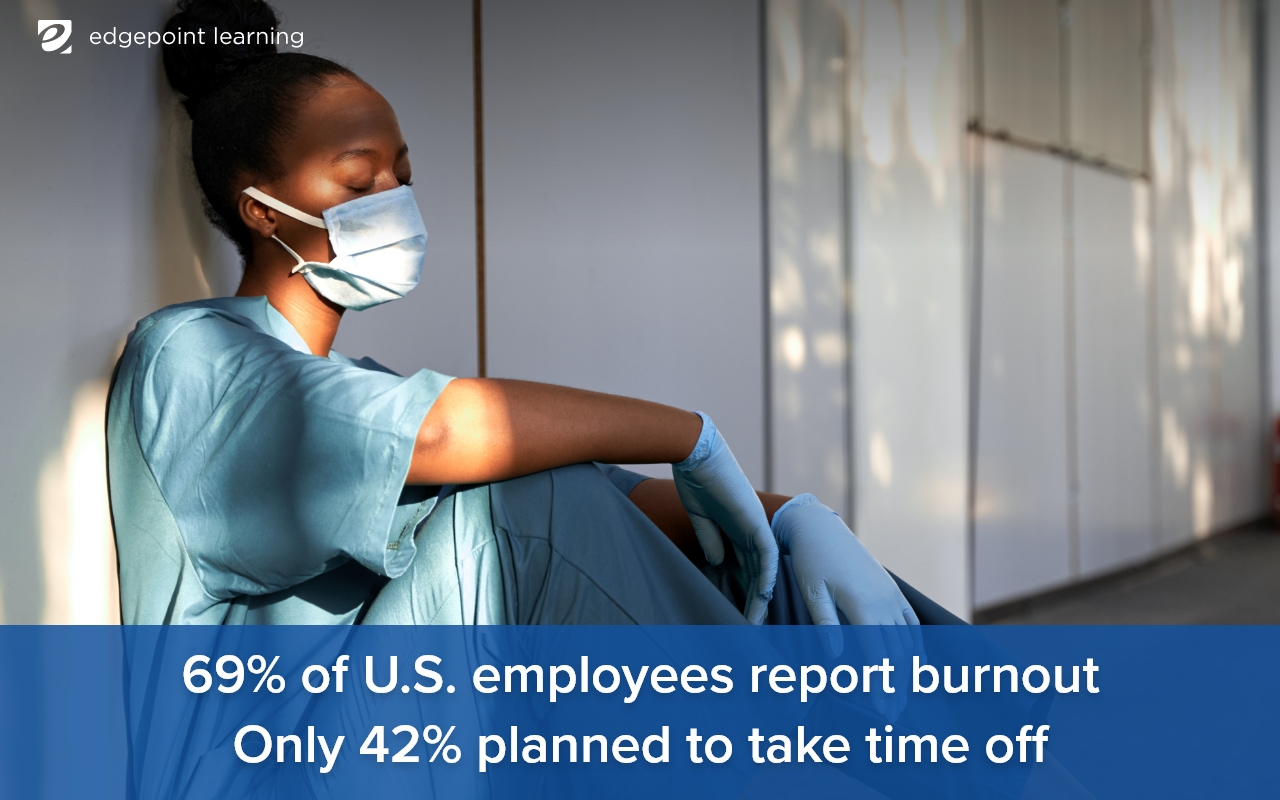 edgepoint learning
69% of U.S. employees report burnout
Only 42% planned to take time off